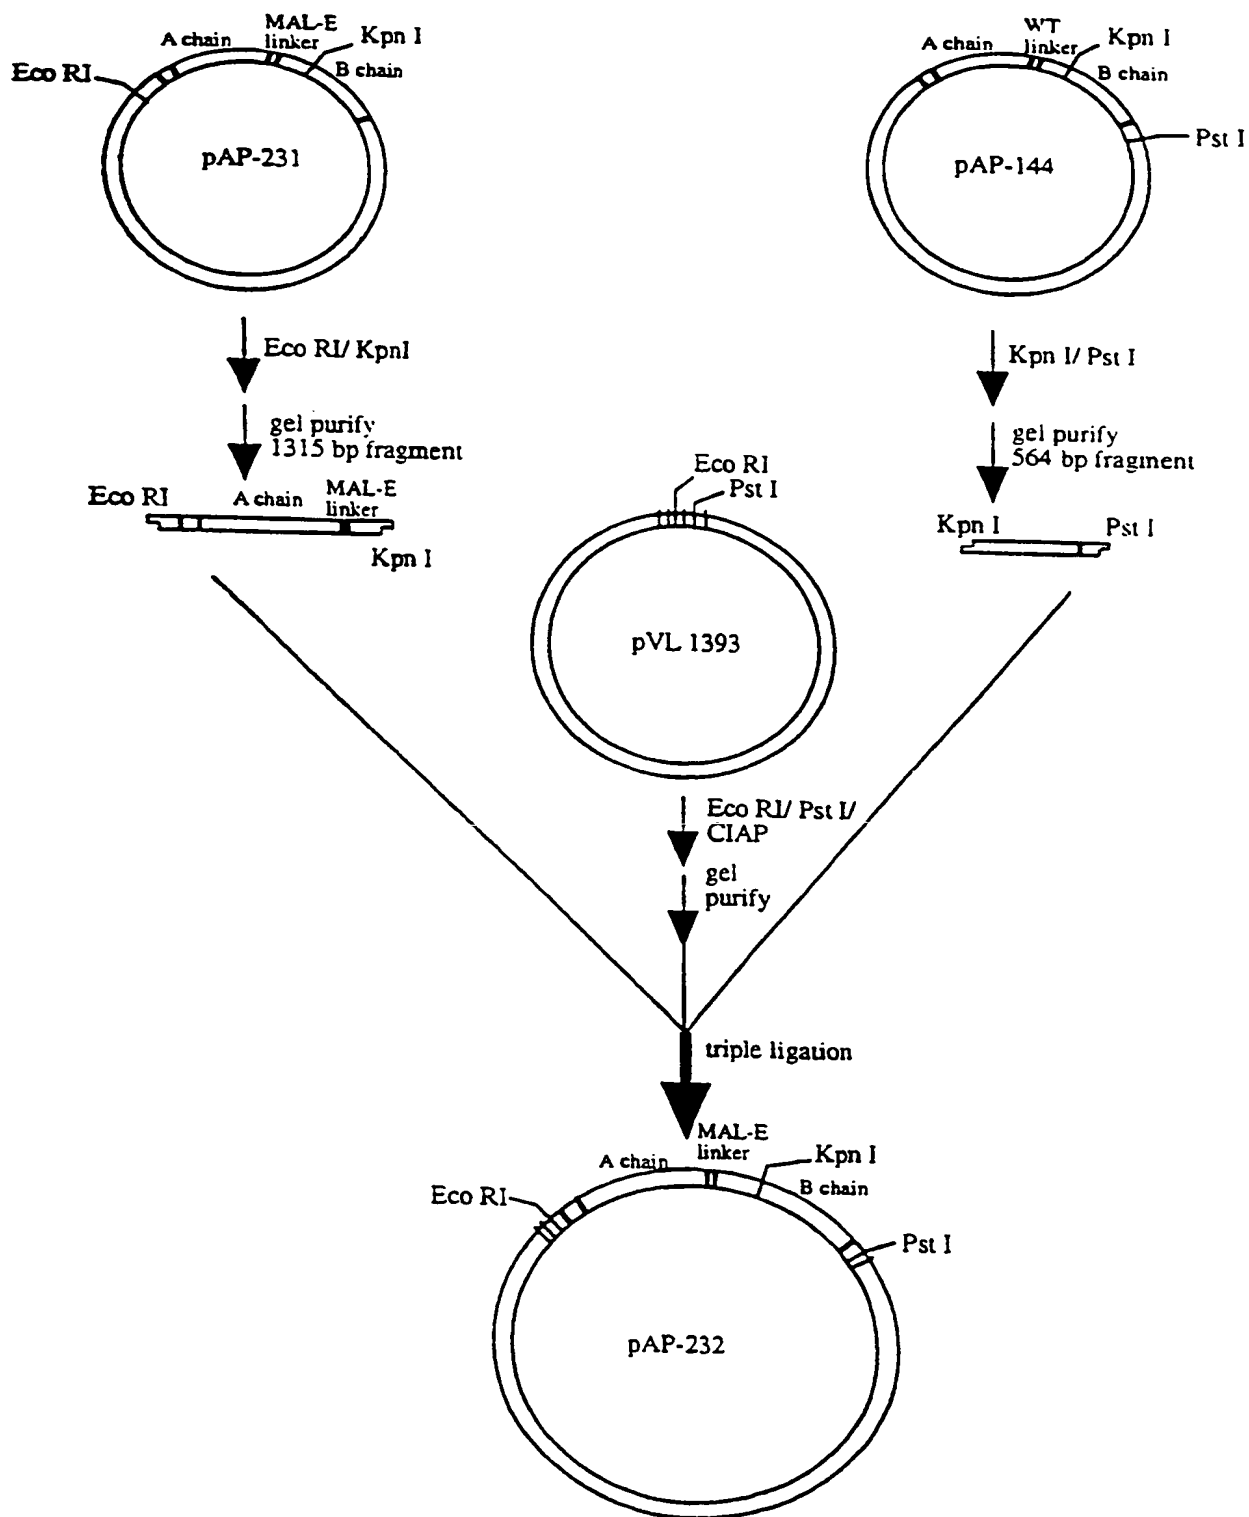 MAL-E
A chain
linker
Kpn I
Eco RI
B chain
pAP-231
Eco RI/ KpnI
gel purify
1315 bp fragment
Eco RI
A chain
MAL-E
linker
Kpn I
WT
A chain
linker
Kpn I
B chain
Pst I
pAP-144
Kpn I/ Pst I
gel purify
564 bp fragment
Kpn I
Pst I
Eco RI
Pst I
pVL 1393
Eco RI/ Pst I/
CIAP
gel
purify
triple ligation
MAL-E
linker
A chain
Kpn I
B chain
Eco RI
Pst I
pAP-232